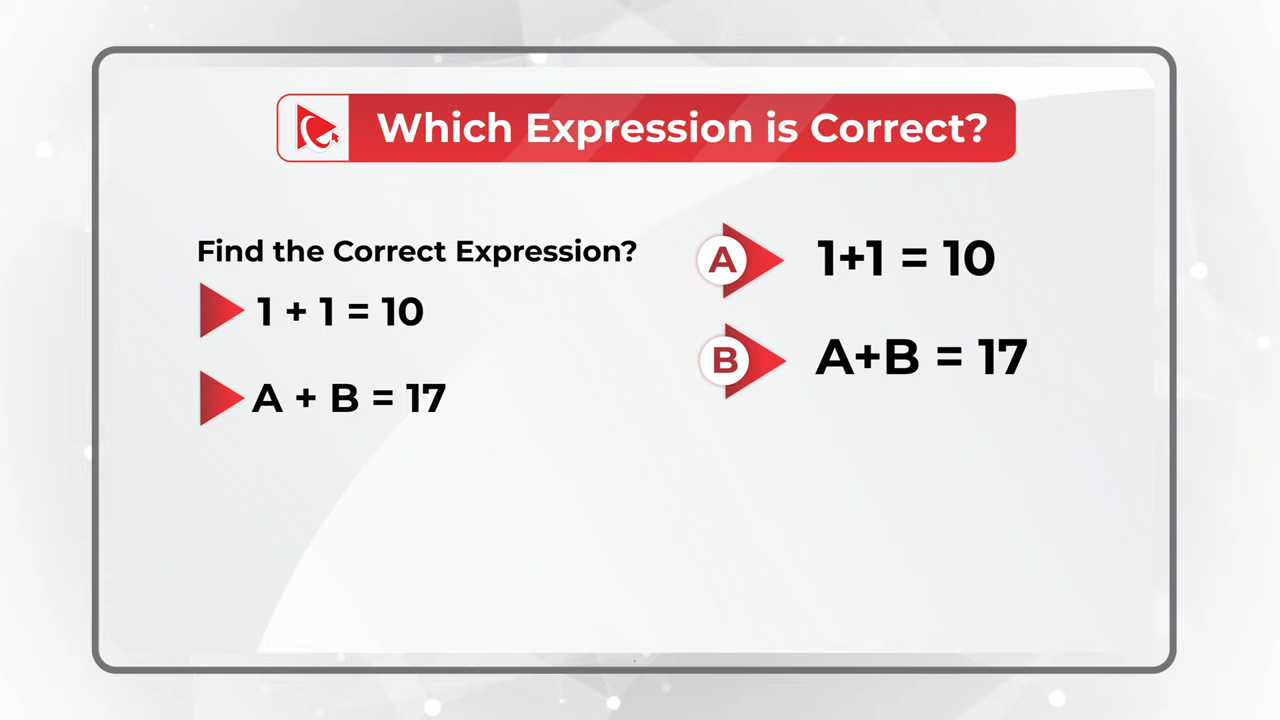 Which Expression is Correct?
Find the Correct Expression?
1 + 1 = 10
A + B = 17
A 1+1 = 10
B A+B = 17